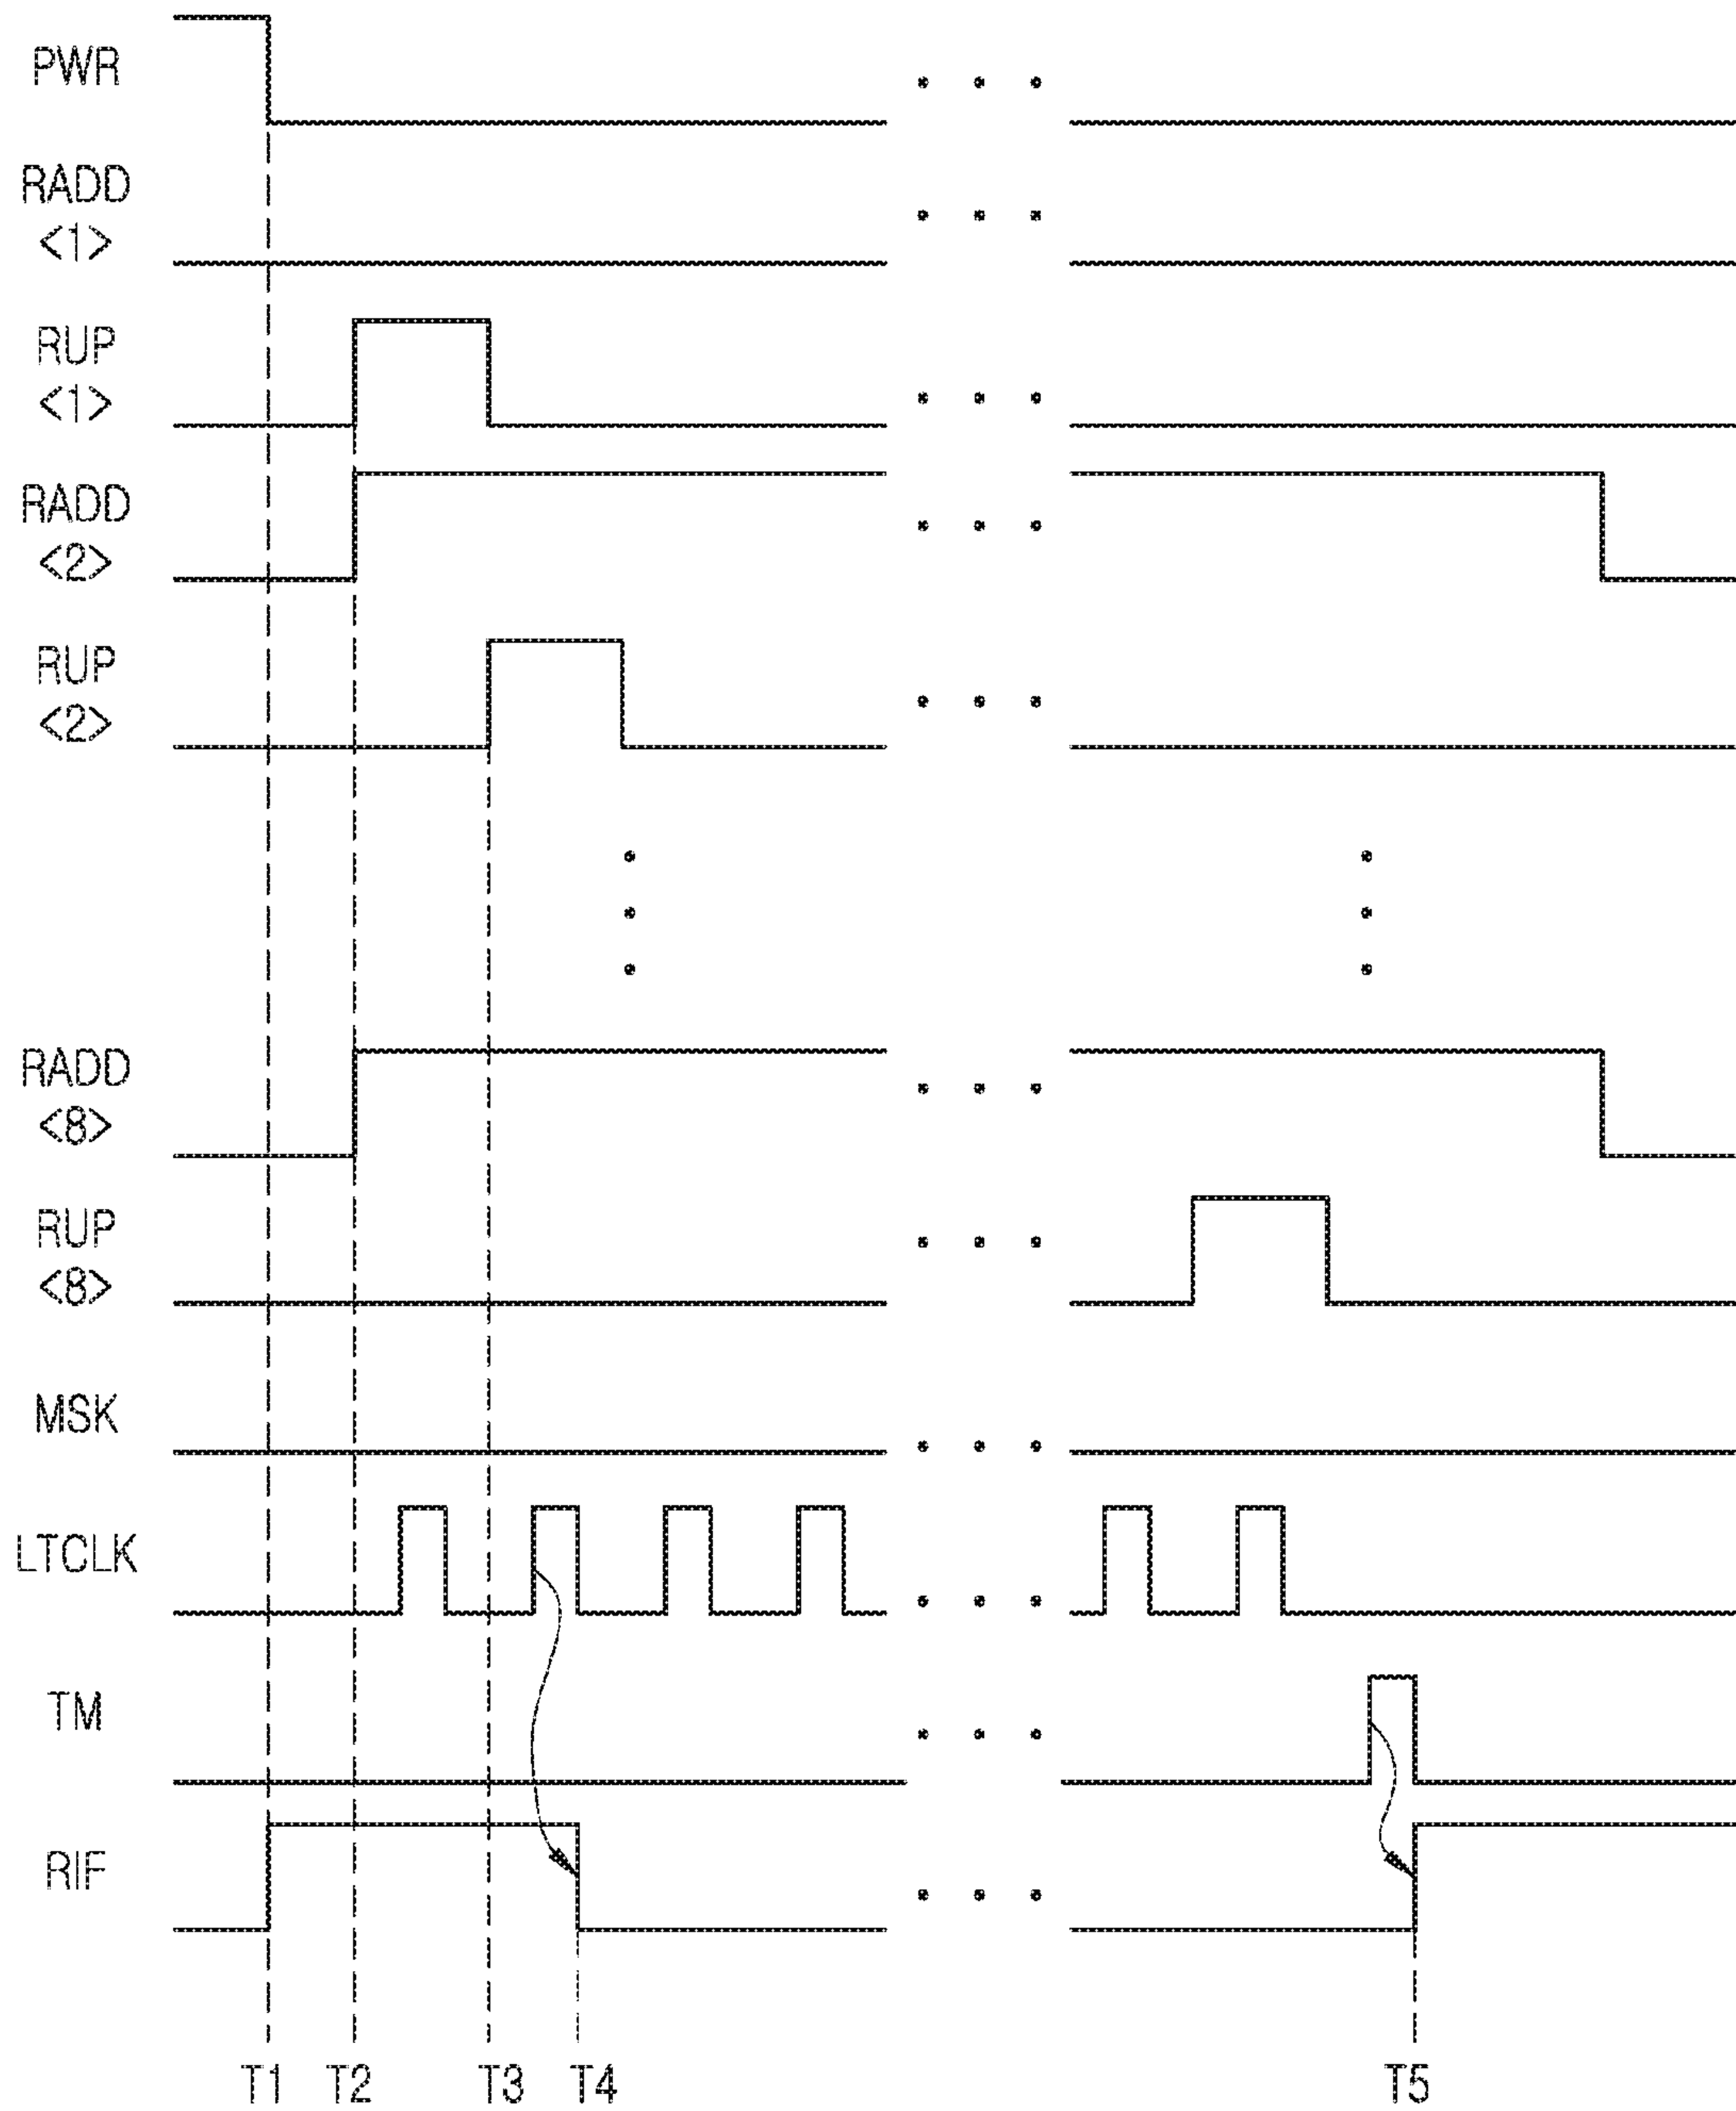 PWR
RADD
<1>
RUP
<1>
RADD
<2>
RUP
<2>
RADD
<8>
RUP
<8>
MSK
LTCLK
TM
RIF
T1 T2 T3 T4 T5